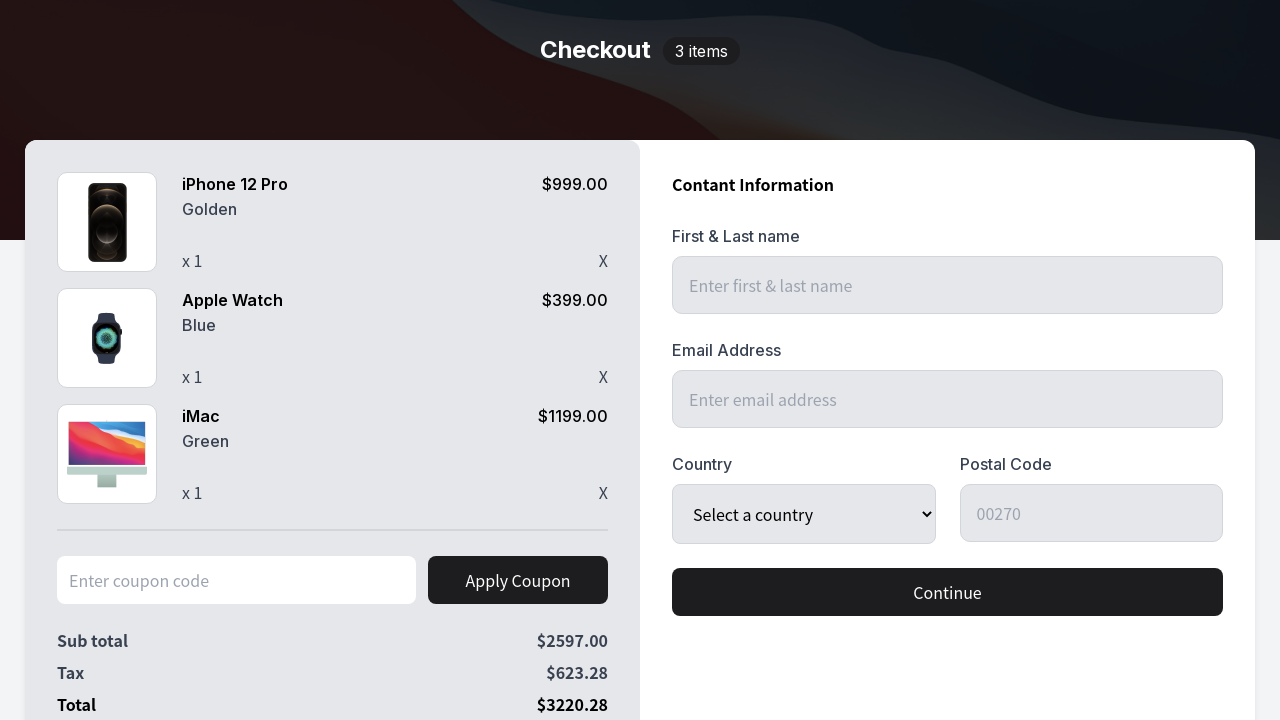 Checkout 3 items
iPhone 12 Pro $999.00
Golden
x 1 X
Apple Watch $399.00
Blue
x 1 X
iMac $1199.00
Green
x 1 X
Enter coupon code Apply Coupon
Sub total $2597.00
Tax $623.28
Total $3220.28
Contant Information
First & Last name
Enter first & last name
Email Address
Enter email address
Country Postal Code
Select a country 00270
Continue